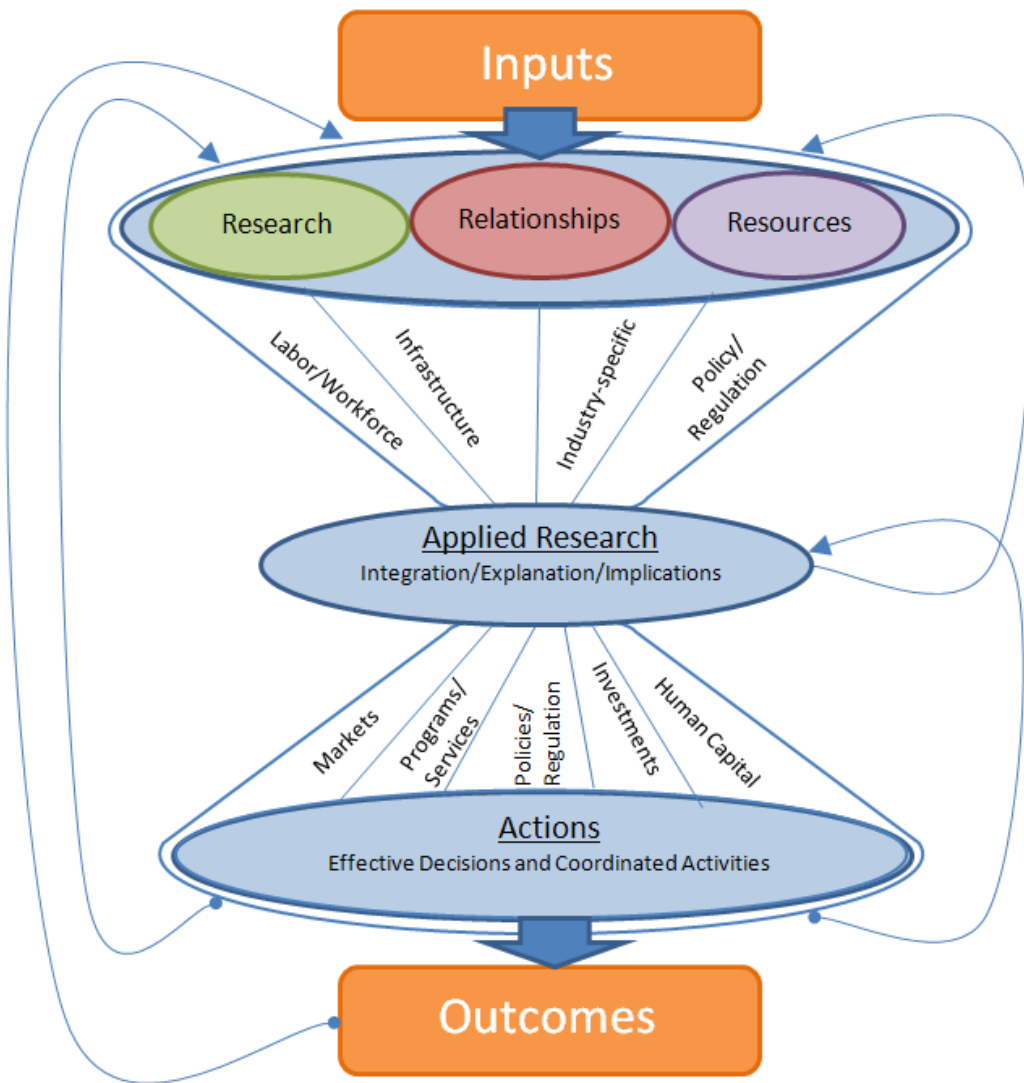 Inputs
Research
Relationships
Resources
Labor/Workforce
Infrastructure
Industry-specific
Policy/
Regulation
Applied Research
Integration/Explanation/Implications
Markets
Programs/
Services
Policies/
Regulation
Investments
Human Capital
Actions
Effective Decisions and Coordinated Activities
Outcomes